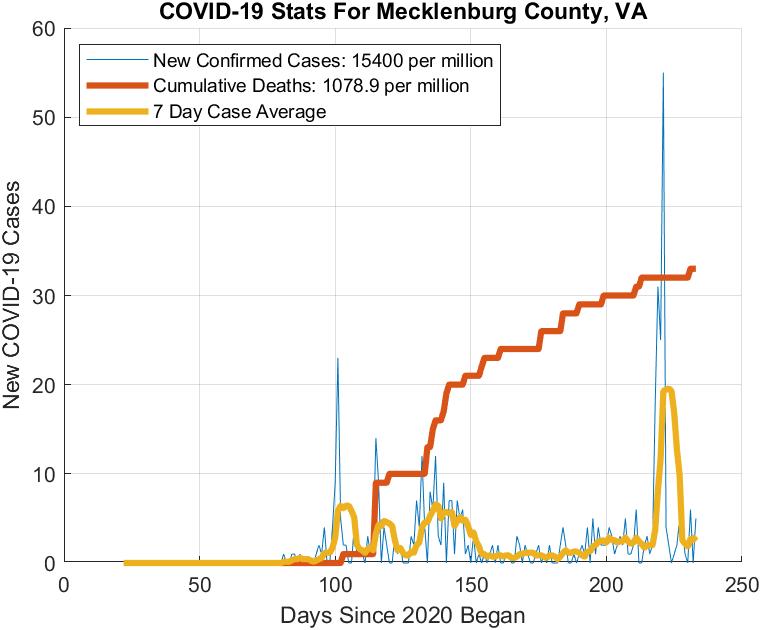 COVID-19 Stats For Mecklenburg County, VA
New Confirmed Cases: 15400 per million
Cumulative Deaths: 1078.9 per million
7 Day Case Average
New COVID-19 Cases
60
50
40
30
20
10
0
0 50 100 150 200 250
Days Since 2020 Began